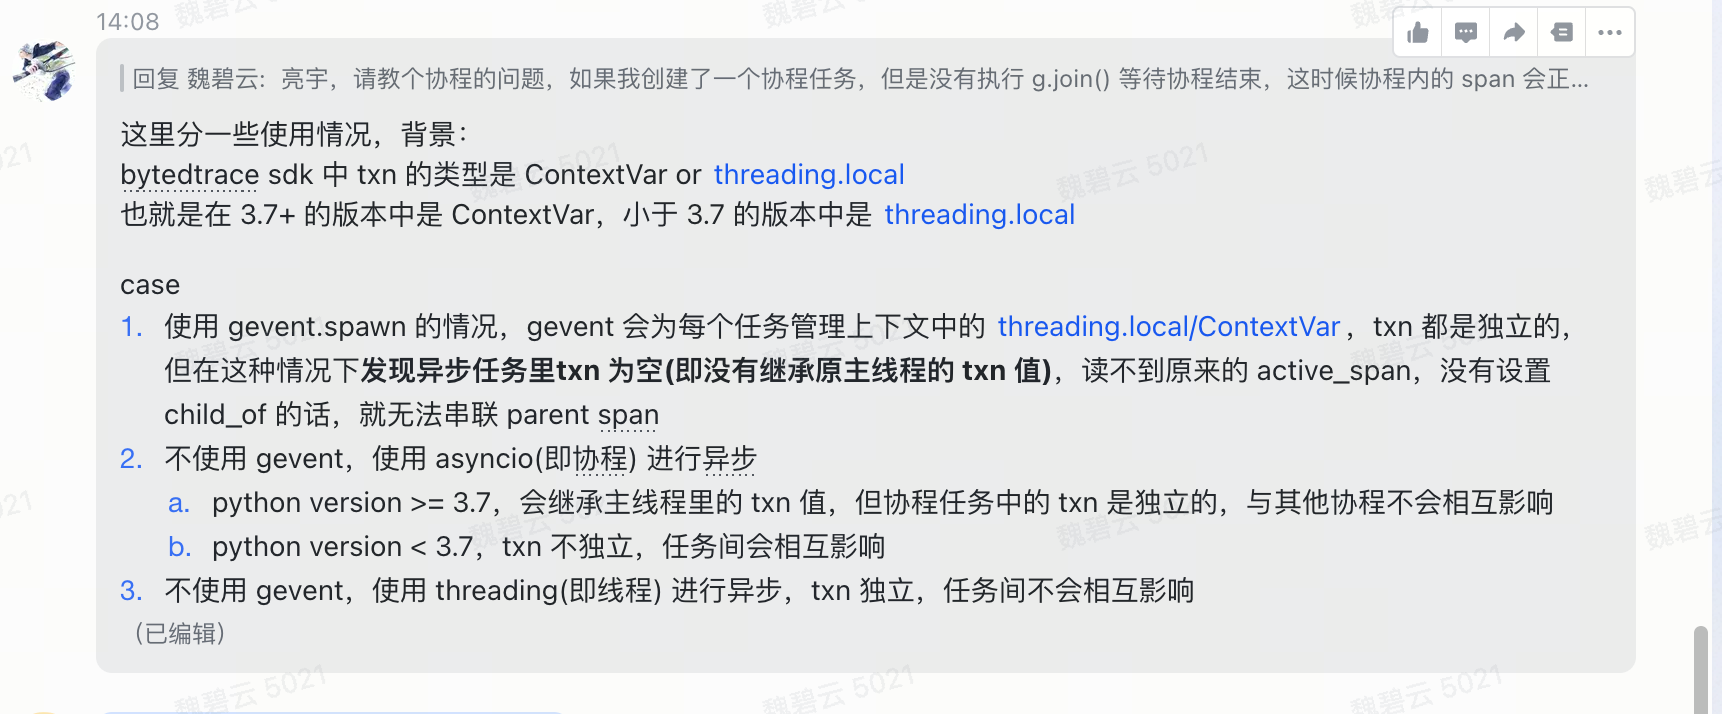 14:08
回复 魏碧云：亮宇，请教个协程的问题，如果我创建了一个协程任务，但是没有执行 g.join() 等待协程结束，这时候协程内的 span 会正...
这里分一些使用情况，背景：
bytedtrace sdk 中 txn 的类型是 ContextVar or threading.local
也就是在 3.7+ 的版本中是 ContextVar，小于 3.7 的版本中是 threading.local
case
1. 使用 gevent.spawn 的情况，gevent 会为每个任务管理上下文中的 threading.local/ContextVar，txn 都是独立的，
但在这种情况下发现异步任务里txn 为空(即没有继承原主线程的 txn 值)，读不到原来的 active_span，没有设置
child_of 的话，就无法串联 parent span
2. 不使用 gevent，使用 asyncio(即协程) 进行异步
a. python version >= 3.7，会继承主线程里的 txn 值，但协程任务中的 txn 是独立的，与其他协程不会相互影响
b. python version < 3.7，txn 不独立，任务间会相互影响
3. 不使用 gevent，使用 threading(即线程) 进行异步，txn 独立，任务间不会相互影响
（已编辑）
魏碧云 5021